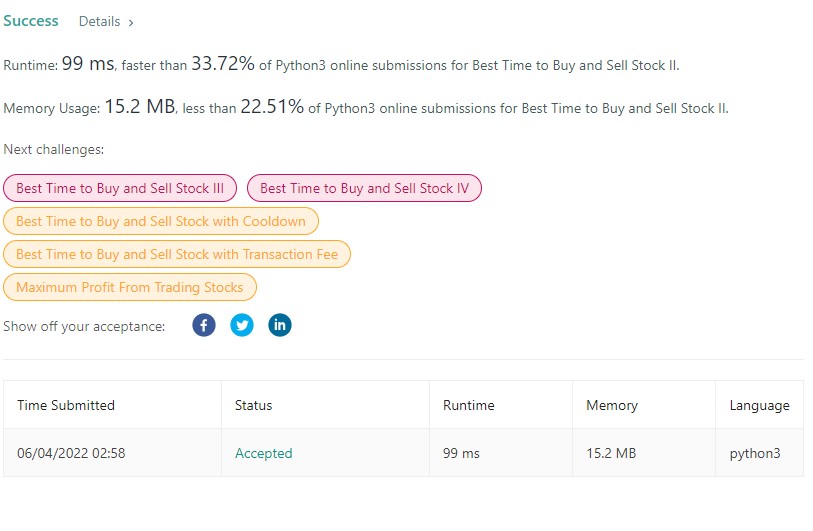 Success Details >
Runtime: 99 ms, faster than 33.72% of Python3 online submissions for Best Time to Buy and Sell Stock II.
Memory Usage: 15.2 MB, less than 22.51% of Python3 online submissions for Best Time to Buy and Sell Stock II.
Next challenges:
Best Time to Buy and Sell Stock III Best Time to Buy and Sell Stock IV
Best Time to Buy and Sell Stock with Cooldown
Best Time to Buy and Sell Stock with Transaction Fee
Maximum Profit From Trading Stocks
Show off your acceptance: f in
Time Submitted Status Runtime Memory Language
06/04/2022 02:58 Accepted 99 ms 15.2 MB python3